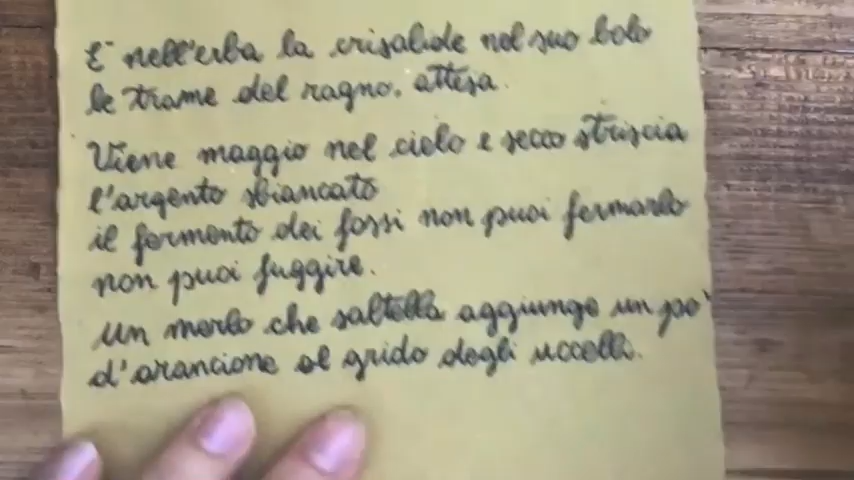 E' nell'erba la crisalide nel suo bolo
le trame del ragno. attesa.
Viene maggio nel cielo e secco striscia
l'argento sbiancato
il fermento dei fossi non puoi fermarlo
non puoi fuggire.
Un merlo che saltella aggiunge un po'
d'arancione al grido degli uccelli.